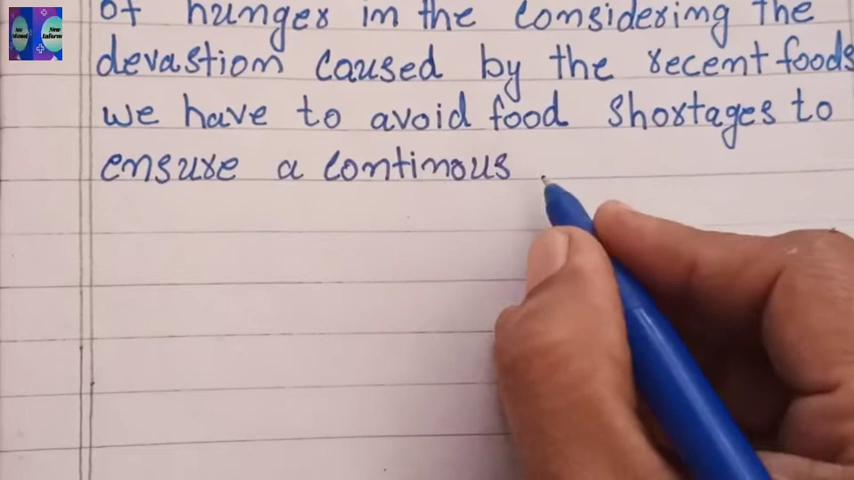 of hunger in the considering the
devastion caused by the recent foods
we have to avoid food shortages to
ensure a continous